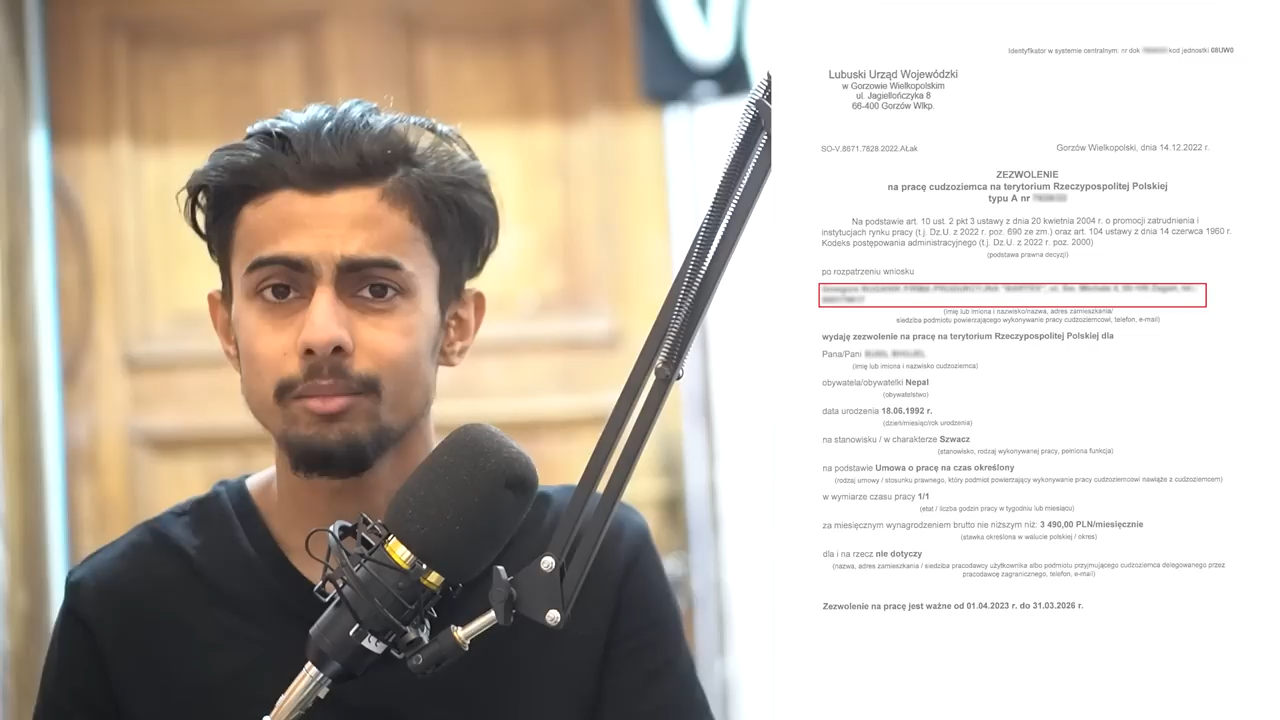 Identyfikator w systemie centralnym: nr dok kod jednostki 08UW0
Lubuski Urząd Wojewódzki
w Gorzowie Wielkopolskim
ul. Jagiellończyka 8
66-400 Gorzów Wlkp.
SO-V.8671.7828.2022.AŁak
Gorzów Wielkopolski, dnia 14.12.2022 r.
ZEZWOLENIE
na pracę cudzoziemca na terytorium Rzeczypospolitej Polskiej
typu A nr
Na podstawie art. 10 ust. 2 pkt 3 ustawy z dnia 20 kwietnia 2004 r. o promocji zatrudnienia i
instytucjach rynku pracy (t.j. Dz.U. z 2022 r. poz. 690 ze zm.) oraz art. 104 ustawy z dnia 14 czerwca 1960 r.
Kodeks postępowania administracyjnego (t.j. Dz.U. z 2022 r. poz. 2000)
(podstawa prawna decyzji)
po rozpatrzeniu wniosku
(imię lub imiona i nazwisko/nazwa, adres zamieszkania/
siedziba podmiotu powierzającego wykonywanie pracy cudzoziemcowi, telefon, e-mail)
wydaję zezwolenie na pracę na terytorium Rzeczypospolitej Polskiej dla
Pana/Pani
(imię lub imiona i nazwisko cudzoziemca)
obywatela/obywatelki Nepal
(obywatelstwo)
data urodzenia 18.06.1992 r.
(dzień/miesiąc/rok urodzenia)
na stanowisku / w charakterze Szwacz
(stanowisko, rodzaj wykonywanej pracy, pełniona funkcja)
na podstawie Umowa o pracę na czas określony
(rodzaj umowy / stosunku prawnego, który podmiot powierzający wykonywanie pracy cudzoziemcowi nawiąże z cudzoziemcem)
w wymiarze czasu pracy 1/1
(etat / liczba godzin pracy w tygodniu lub miesiącu)
za miesięcznym wynagrodzeniem brutto nie niższym niż: 3 490,00 PLN/miesięcznie
(stawka określona w walucie polskiej / okres)
dla i na rzecz nie dotyczy
(nazwa, adres zamieszkania / siedziba pracodawcy użytkownika albo podmiotu przyjmującego cudzoziemca delegowanego przez
pracodawcę zagranicznego, telefon, e-mail)
Zezwolenie na pracę jest ważne od 01.04.2023 r. do 31.03.2026 r.